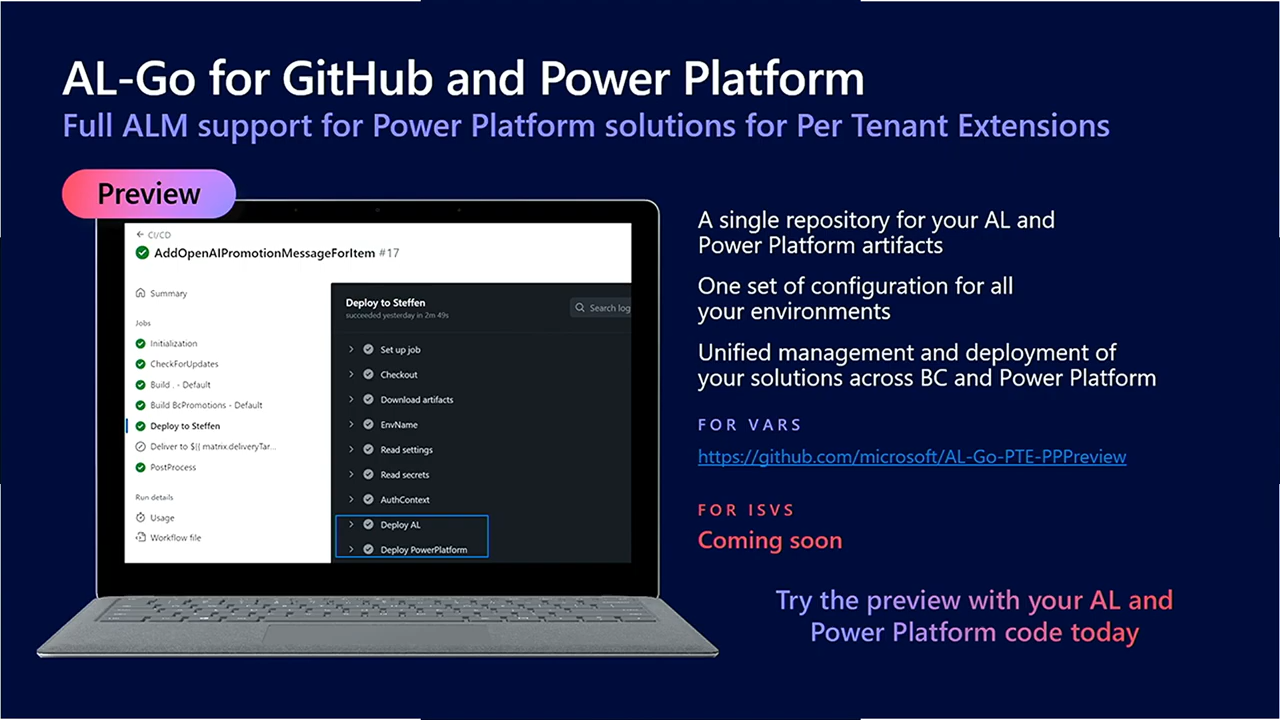 AL-Go for GitHub and Power Platform
Full ALM support for Power Platform solutions for Per Tenant Extensions
Preview
← CI/CD
AddOpenAIPromotionMessageForItem #17
Summary
Jobs
Initialization
CheckForUpdates
Build . - Default
Build BcPromotions - Default
Deploy to Steffen
Deliver to ${{ matrix.deliveryTar...
PostProcess
Run details
Usage
Workflow file
Deploy to Steffen
succeeded yesterday in 2m 49s
Search log
Set up job
Checkout
Download artifacts
EnvName
Read settings
Read secrets
AuthContext
Deploy AL
Deploy PowerPlatform
A single repository for your AL and
Power Platform artifacts
One set of configuration for all
your environments
Unified management and deployment of
your solutions across BC and Power Platform
FOR VARS
https://github.com/microsoft/AL-Go-PTE-PPPreview
FOR ISVS
Coming soon
Try the preview with your AL and
Power Platform code today